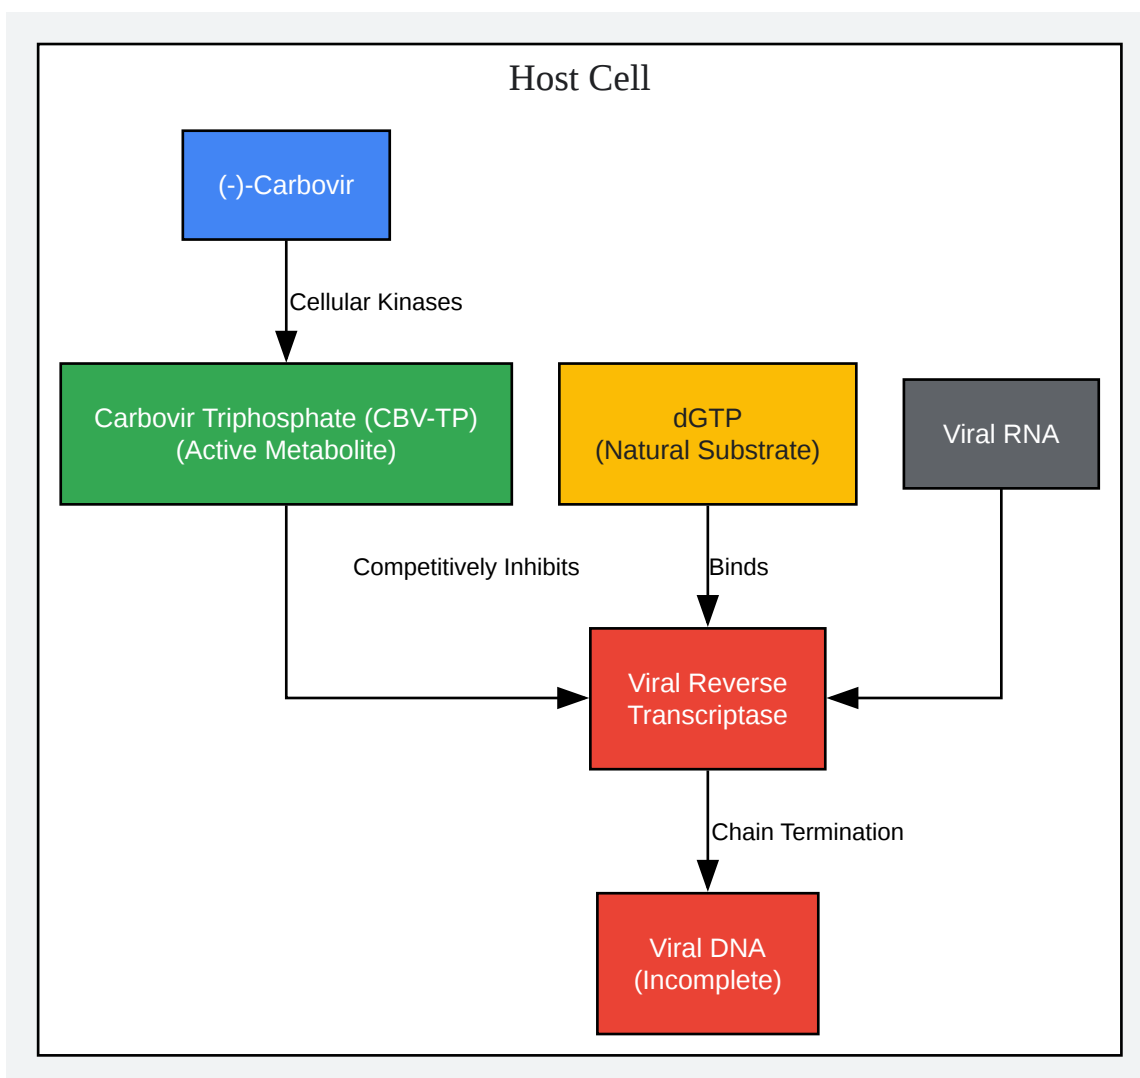 Host Cell
(-)-Carbovir
Cellular Kinases
Carbovir Triphosphate (CBV-TP)
(Active Metabolite)
dGTP
(Natural Substrate)
Viral RNA
Competitively Inhibits
Binds
Viral Reverse
Transcriptase
Chain Termination
Viral DNA
(Incomplete)